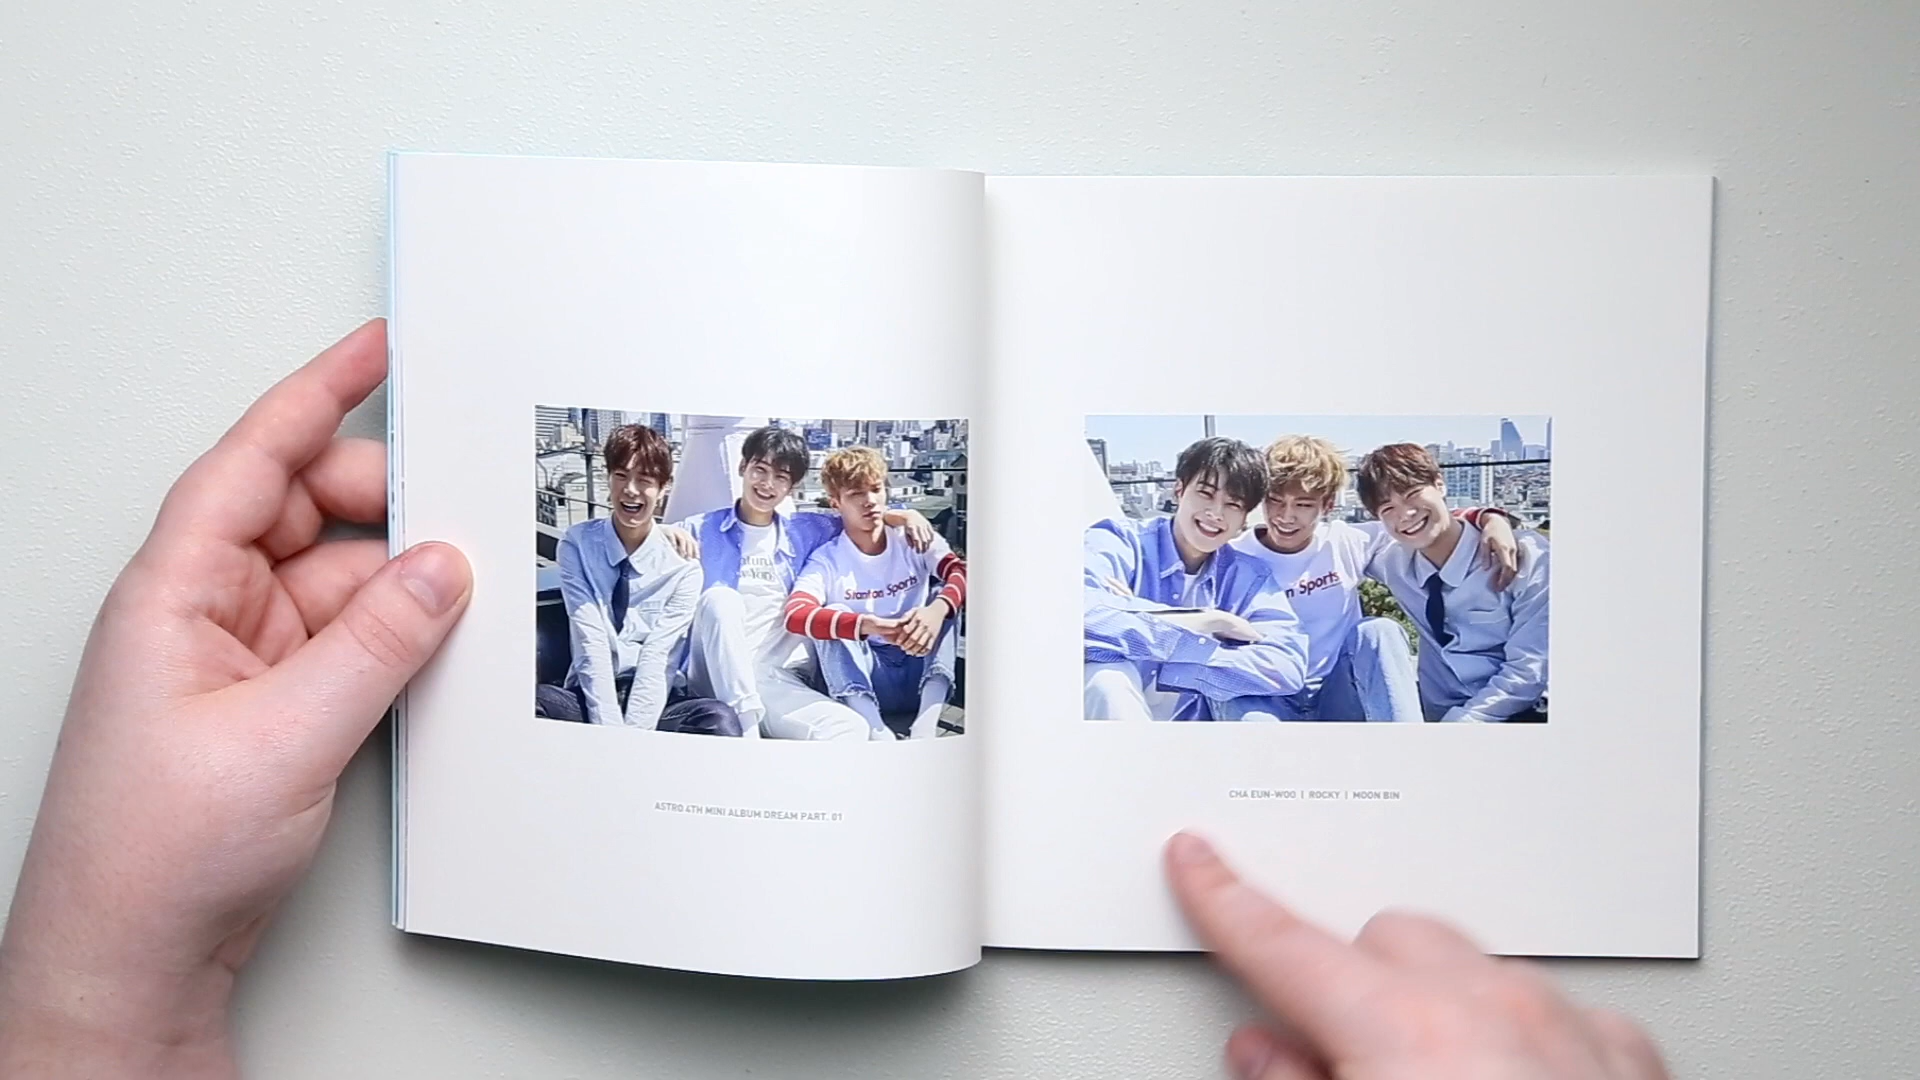 Stanton Sports
ASTRO 4TH MINI ALBUM DREAM PART. 01
n Sports
CHA EUN-WOO | ROCKY | MOON BIN